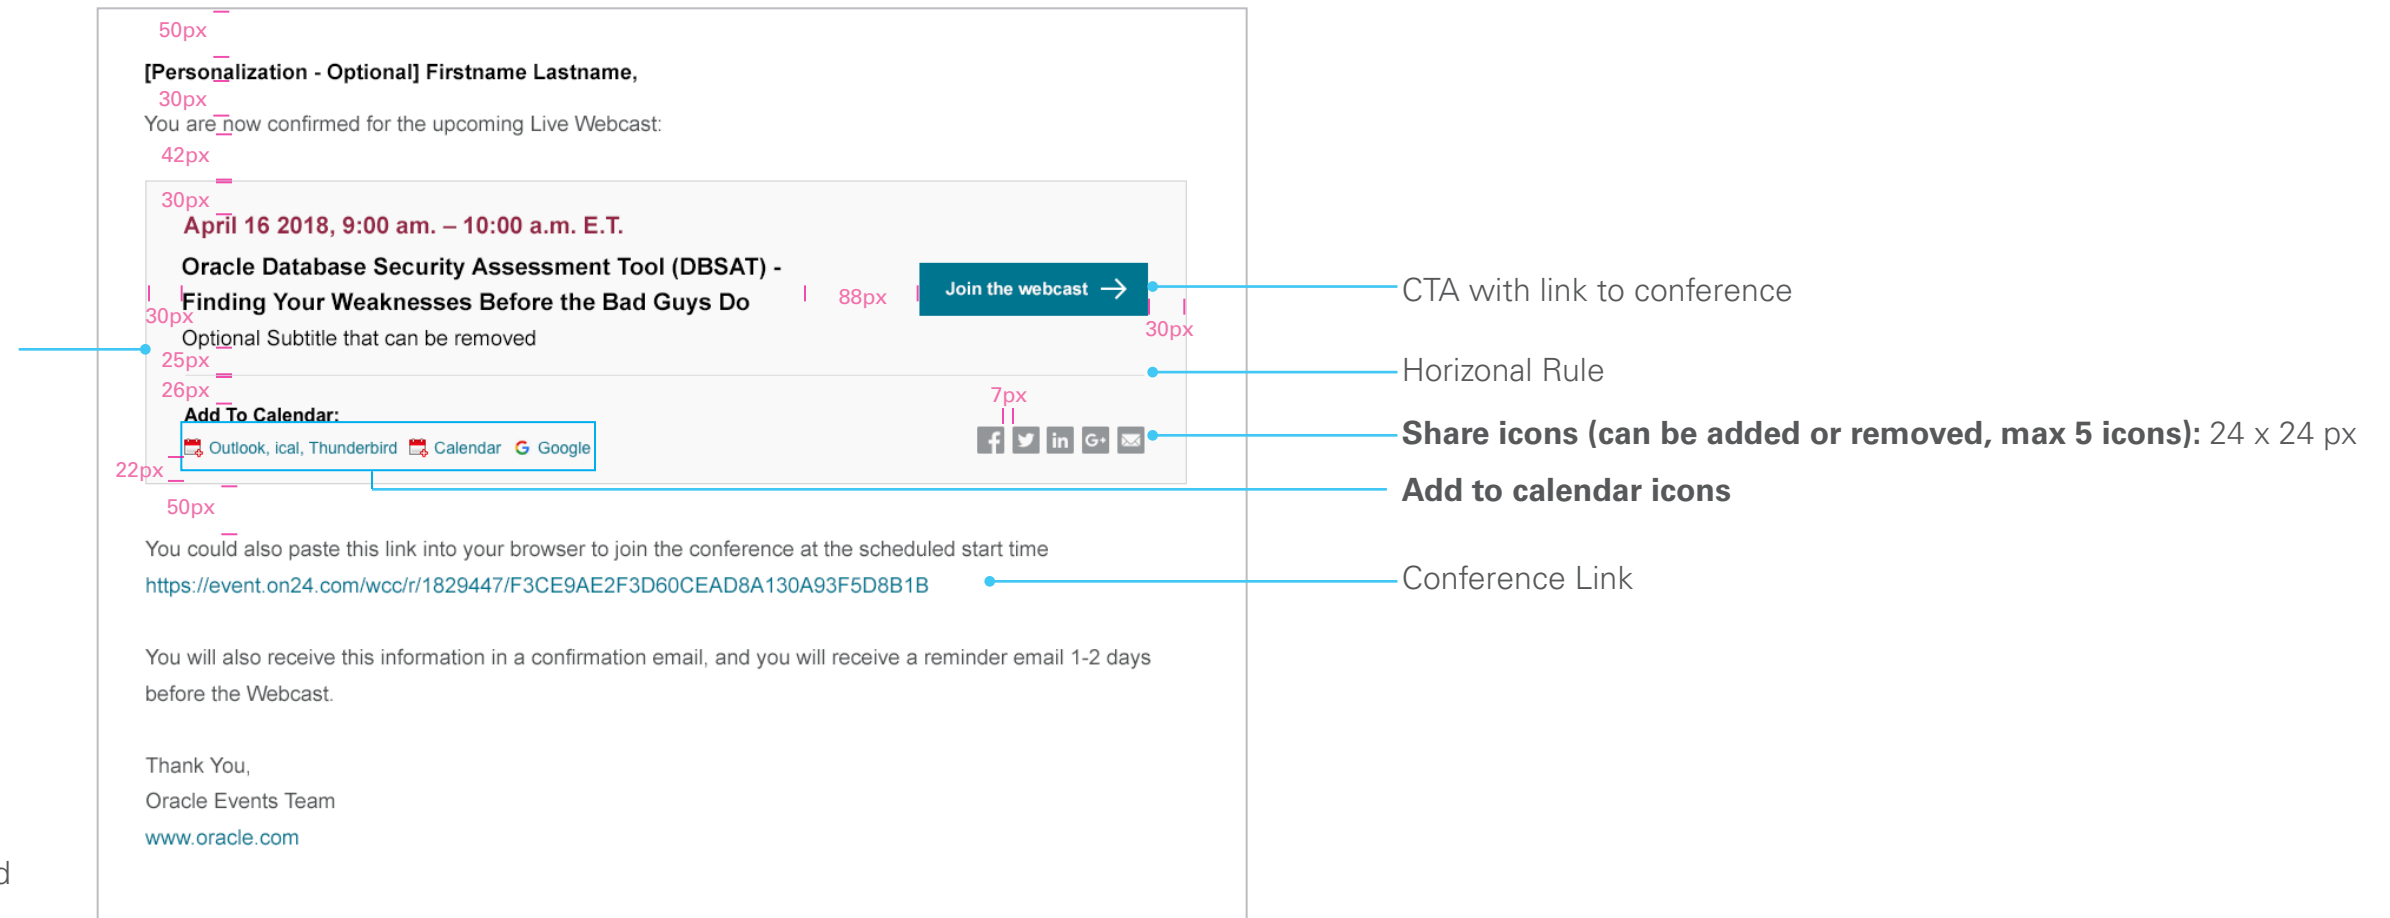 50px
[Personalization - Optional] Firstname Lastname,
30px
You are now confirmed for the upcoming Live Webcast:
42px
30px
April 16 2018, 9:00 am. – 10:00 a.m. E.T.
Oracle Database Security Assessment Tool (DBSAT) -
Finding Your Weaknesses Before the Bad Guys Do
30px
88px
Join the webcast
30px
CTA with link to conference
Optional Subtitle that can be removed
25px
Horizonal Rule
26px
7px
Add To Calendar:
Outlook, ical, Thunderbird Calendar G Google
f in G+
Share icons (can be added or removed, max 5 icons): 24 x 24 px
22px
Add to calendar icons
50px
You could also paste this link into your browser to join the conference at the scheduled start time
https://event.on24.com/wcc/r/1829447/F3CE9AE2F3D60CEAD8A130A93F5D8B1B
Conference Link
You will also receive this information in a confirmation email, and you will receive a reminder email 1-2 days
before the Webcast.
Thank You,
Oracle Events Team
www.oracle.com